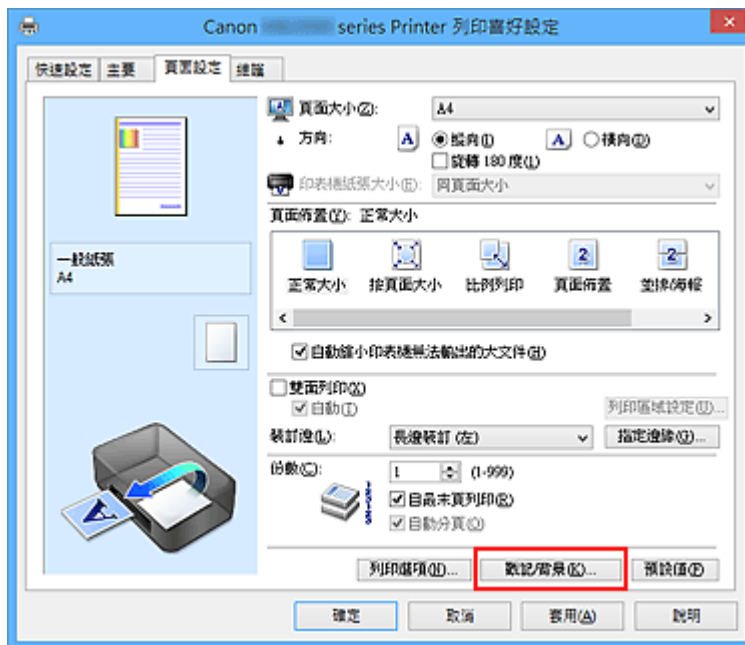 Canon series Printer 列印喜好設定
快速設定 主要 頁面設定 維護
頁面大小(Z): A4
方向: A 縱向(I) A 橫向(D)
旋轉 180 度(L)
印表機紙張大小(E): 同頁面大小
頁面佈置(Y): 正常大小
正常大小 按頁面大小 比例列印 頁面佈置 並排/海報
一般紙張
A4
自動縮小印表機無法輸出的大文件(H)
雙面列印(X)
自動(T) 列印區域設定(U)...
裝訂邊(L): 長邊裝訂 (左) 指定邊緣(G)...
份數(C): 1 (1-999)
自最末頁列印(R)
自動分頁(O)
列印選項(N)... 戳記/背景(K)... 預設值(F)
確定 取消 套用(A) 說明